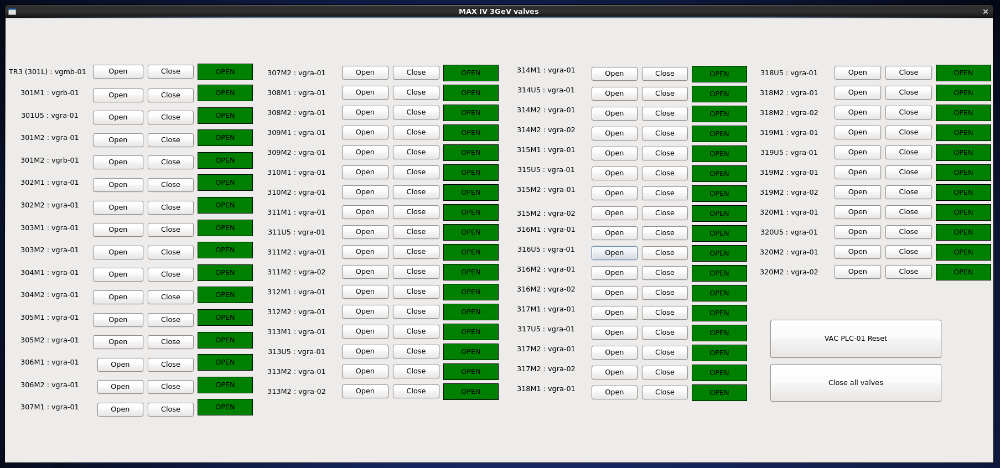 MAX IV 3GeV valves
TR3 (301L) : vgmb-01 Open Close OPEN
301M1 : vgrb-01 Open Close OPEN
301U5 : vgra-01 Open Close OPEN
301M2 : vgra-01 Open Close OPEN
301M2 : vgrb-01 Open Close OPEN
302M1 : vgra-01 Open Close OPEN
302M2 : vgra-01 Open Close OPEN
303M1 : vgra-01 Open Close OPEN
303M2 : vgra-01 Open Close OPEN
304M1 : vgra-01 Open Close OPEN
304M2 : vgra-01 Open Close OPEN
305M1 : vgra-01 Open Close OPEN
305M2 : vgra-01 Open Close OPEN
306M1 : vgra-01 Open Close OPEN
306M2 : vgra-01 Open Close OPEN
307M1 : vgra-01 Open Close OPEN
307M2 : vgra-01 Open Close OPEN
308M1 : vgra-01 Open Close OPEN
308M2 : vgra-01 Open Close OPEN
309M1 : vgra-01 Open Close OPEN
309M2 : vgra-01 Open Close OPEN
310M1 : vgra-01 Open Close OPEN
310M2 : vgra-01 Open Close OPEN
311M1 : vgra-01 Open Close OPEN
311U5 : vgra-01 Open Close OPEN
311M2 : vgra-01 Open Close OPEN
311M2 : vgra-02 Open Close OPEN
312M1 : vgra-01 Open Close OPEN
312M2 : vgra-01 Open Close OPEN
313M1 : vgra-01 Open Close OPEN
313U5 : vgra-01 Open Close OPEN
313M2 : vgra-01 Open Close OPEN
313M2 : vgra-02 Open Close OPEN
314M1 : vgra-01 Open Close OPEN
314U5 : vgra-01 Open Close OPEN
314M2 : vgra-01 Open Close OPEN
314M2 : vgra-02 Open Close OPEN
315M1 : vgra-01 Open Close OPEN
315U5 : vgra-01 Open Close OPEN
315M2 : vgra-01 Open Close OPEN
315M2 : vgra-02 Open Close OPEN
316M1 : vgra-01 Open Close OPEN
316U5 : vgra-01 Open Close OPEN
316M2 : vgra-01 Open Close OPEN
316M2 : vgra-02 Open Close OPEN
317M1 : vgra-01 Open Close OPEN
317U5 : vgra-01 Open Close OPEN
317M2 : vgra-01 Open Close OPEN
317M2 : vgra-02 Open Close OPEN
318M1 : vgra-01 Open Close OPEN
318U5 : vgra-01 Open Close OPEN
318M2 : vgra-01 Open Close OPEN
318M2 : vgra-02 Open Close OPEN
319M1 : vgra-01 Open Close OPEN
319U5 : vgra-01 Open Close OPEN
319M2 : vgra-01 Open Close OPEN
319M2 : vgra-02 Open Close OPEN
320M1 : vgra-01 Open Close OPEN
320U5 : vgra-01 Open Close OPEN
320M2 : vgra-01 Open Close OPEN
320M2 : vgra-02 Open Close OPEN
VAC PLC-01 Reset
Close all valves